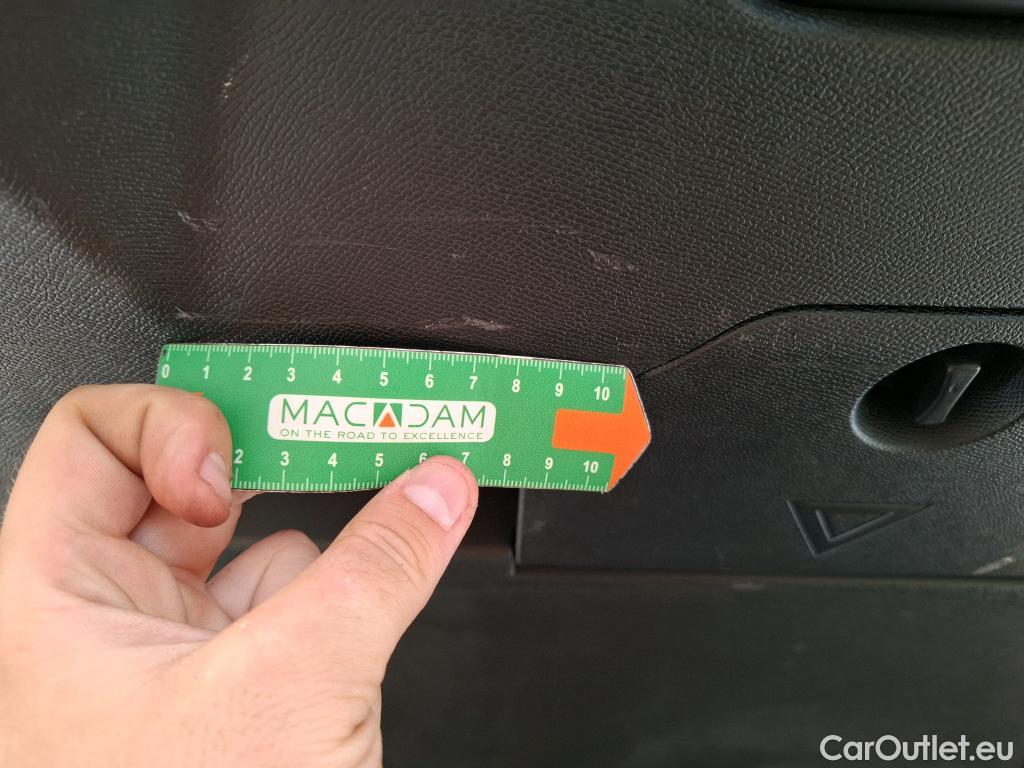 0 1 2 3 4 5 6 7 8 9 10
MACADAM
ON THE ROAD TO EXCELLENCE
2 3 4 5 6 7 8 9 10
CarOutlet.eu